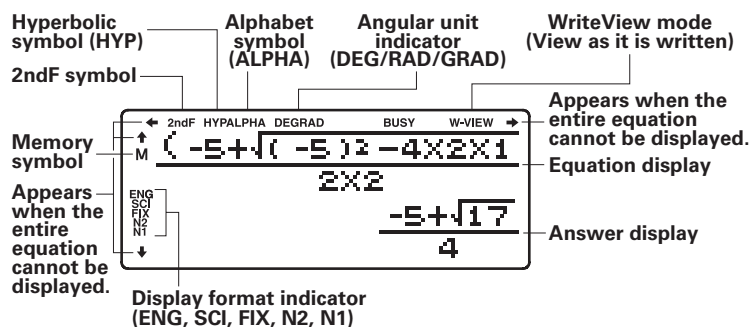 Hyperbolic
symbol (HYP)
Alphabet
symbol
(ALPHA)
Angular unit
indicator
(DEG/RAD/GRAD)
WriteView mode
(View as it is written)
2ndF symbol
2ndF HYPALPHA DEGRAD BUSY W-VIEW
Appears when the
entire equation
cannot be displayed.
Memory
symbol
M
( -5+√( -5 )² -4X2X1
2X2
Equation display
Appears
when the
entire
equation
cannot be
displayed.
ENG
SCI
FIX
N2
N1
-5+√17
4
Answer display
Display format indicator
(ENG, SCI, FIX, N2, N1)